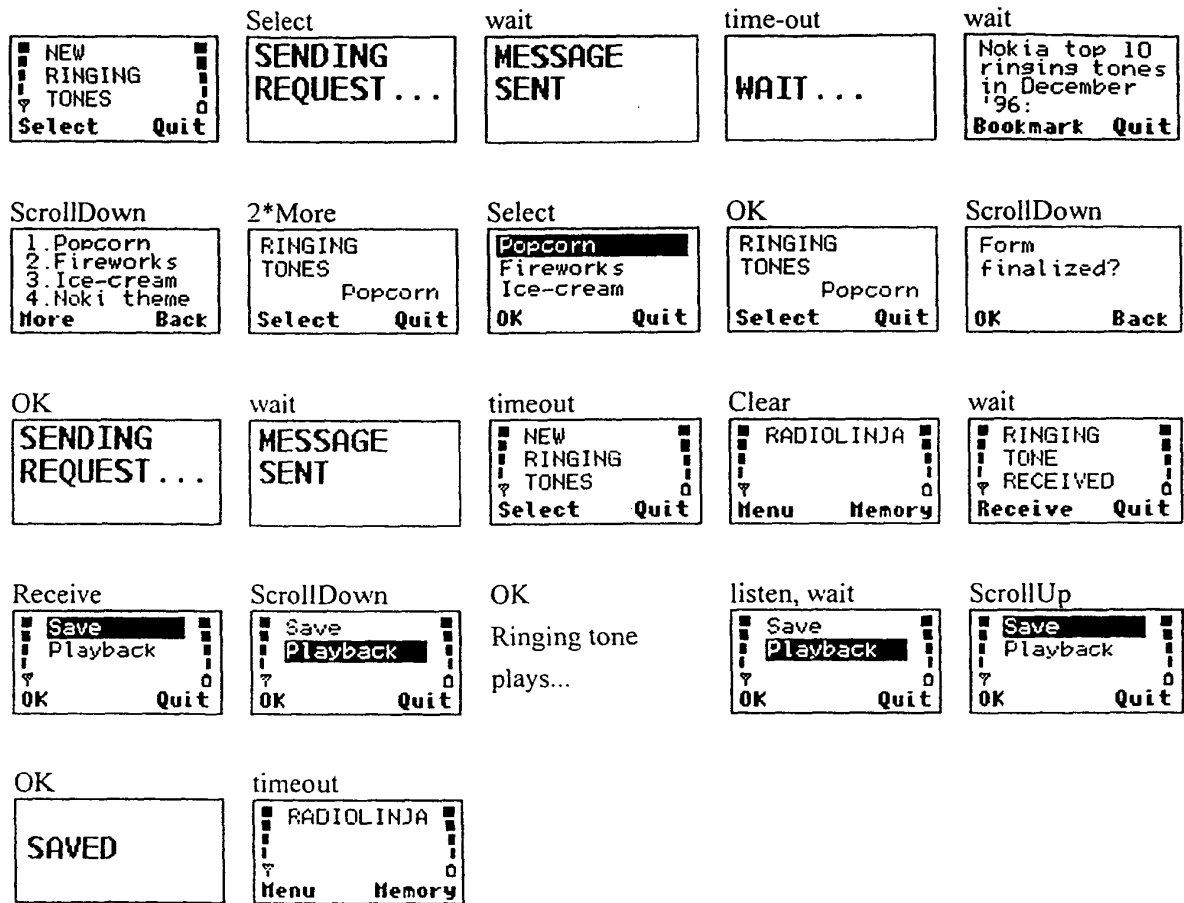 NEW
RINGING
TONES
Select Quit
Select
SENDING
REQUEST...
wait
MESSAGE
SENT
time-out
WAIT...
wait
Nokia top 10
ringing tones
in December
'96:
Bookmark Quit
ScrollDown
1.Popcorn
2.Fireworks
3.Ice-cream
4.Noki theme
More Back
2*More
RINGING
TONES
Popcorn
Select Quit
Select
Popcorn
Fireworks
Ice-cream
OK Quit
OK
RINGING
TONES
Popcorn
Select Quit
ScrollDown
Form
finalized?
OK Back
OK
SENDING
REQUEST...
wait
MESSAGE
SENT
timeout
NEW
RINGING
TONES
Select Quit
Clear
RADIOLINJA
Menu Memory
wait
RINGING
TONE
RECEIVED
Receive Quit
Receive
Save
Playback
OK Quit
ScrollDown
Save
Playback
OK Quit
OK
Ringing tone
plays...
listen, wait
Save
Playback
OK Quit
ScrollUp
Save
Playback
OK Quit
OK
SAVED
timeout
RADIOLINJA
Menu Memory